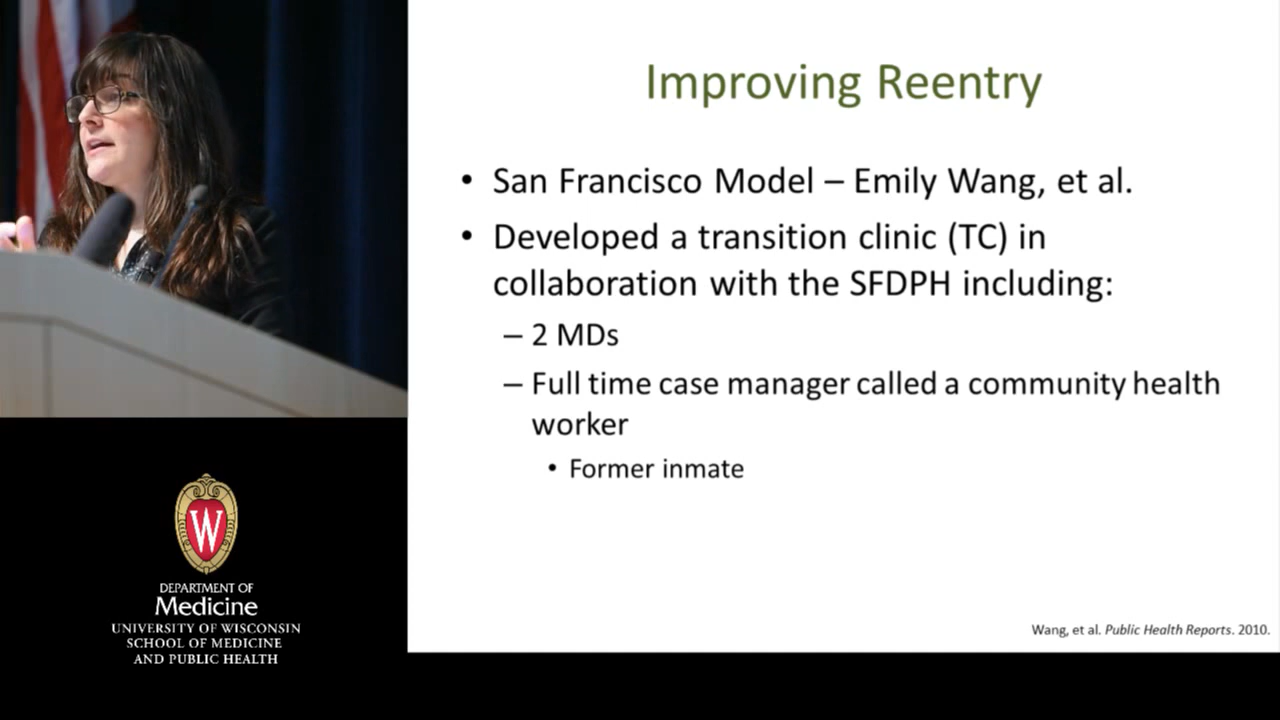 Improving Reentry
• San Francisco Model – Emily Wang, et al.
• Developed a transition clinic (TC) in
collaboration with the SFDPH including:
– 2 MDs
– Full time case manager called a community health
worker
• Former inmate
Wang, et al. Public Health Reports. 2010.
W
DEPARTMENT OF
Medicine
UNIVERSITY OF WISCONSIN
SCHOOL OF MEDICINE
AND PUBLIC HEALTH